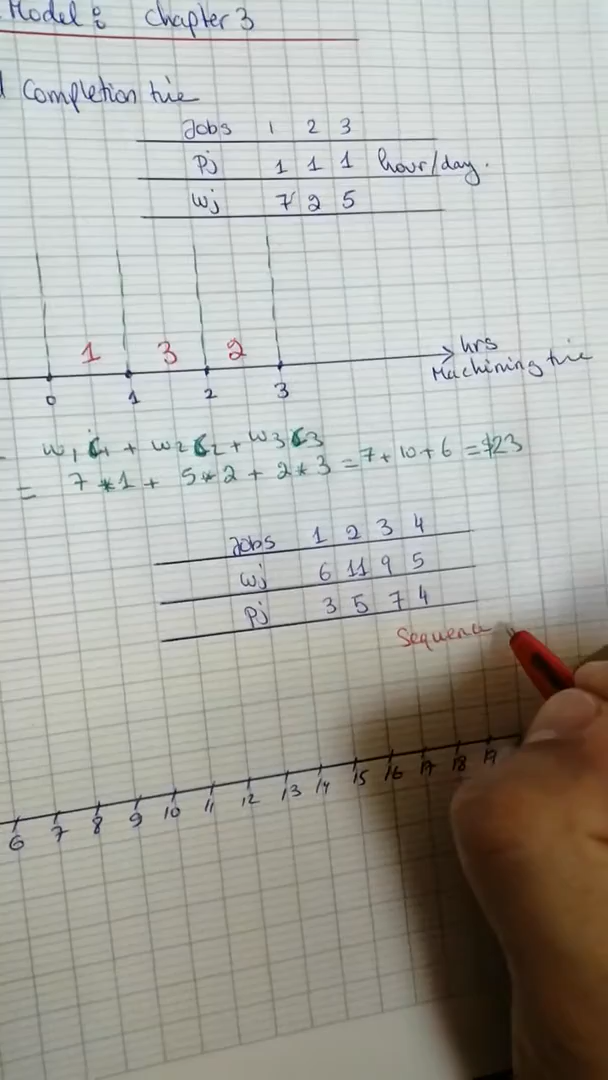 Model : Chapter 3
Completion time
Jobs 1 2 3
Pj 1 1 1 hour/day.
Wj 7 2 5
1 3 2
hrs
Machining time
0 1 2 3
w1 C1 + w2 C2 + w3 C3
= 7 * 1 + 5 * 2 + 2 * 3 = 7 + 10 + 6 = $23
Jobs 1 2 3 4
Wj 6 11 9 5
Pj 3 5 7 4
Sequenc
6 7 8 9 10 11 12 13 14 15 16 17 18 19